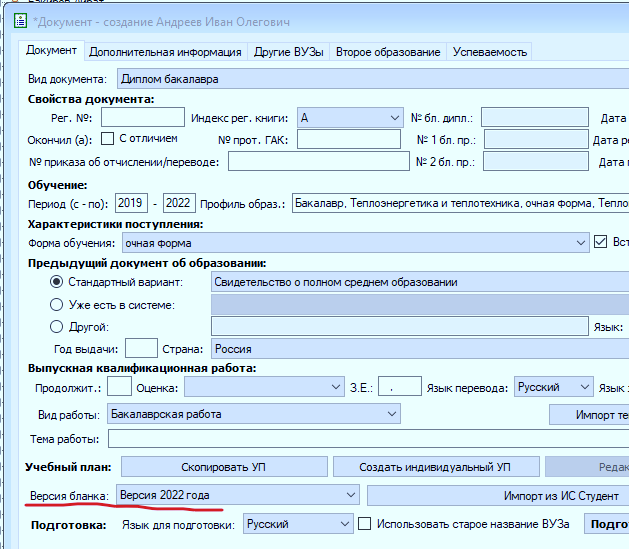 *Документ - создание Андреев Иван Олегович
Документ Дополнительная информация Другие ВУЗы Второе образование Успеваемость
Вид документа: Диплом бакалавра
Свойства документа:
Рег. №: Индекс рег. книги: А № бл. дипл.: Дата
Окончил (а): С отличием № прот. ГАК: № 1 бл. пр.: Дата
№ приказа об отчислении/переводе: № 2 бл. пр.: Дата
Обучение:
Период (с - по): 2019 - 2022 Профиль образ.: Бакалавр, Теплоэнергетика и теплотехника, очная форма, Тепло
Характеристики поступления:
Форма обучения: очная форма Вст
Предыдущий документ об образовании:
Стандартный вариант: Свидетельство о полном среднем образовании
Уже есть в системе:
Другой: Язык:
Год выдачи: Страна: Россия
Выпускная квалификационная работа:
Продолжит.: Оценка: З.Е.: . Язык перевода: Русский Язык
Вид работы: Бакалаврская работа Импорт те
Тема работы:
Учебный план: Скопировать УП Создать индивидуальный УП Редак
Версия бланка: Версия 2022 года Импорт из ИС Студент
Подготовка: Язык для подготовки: Русский Использовать старое название ВУЗа Подго